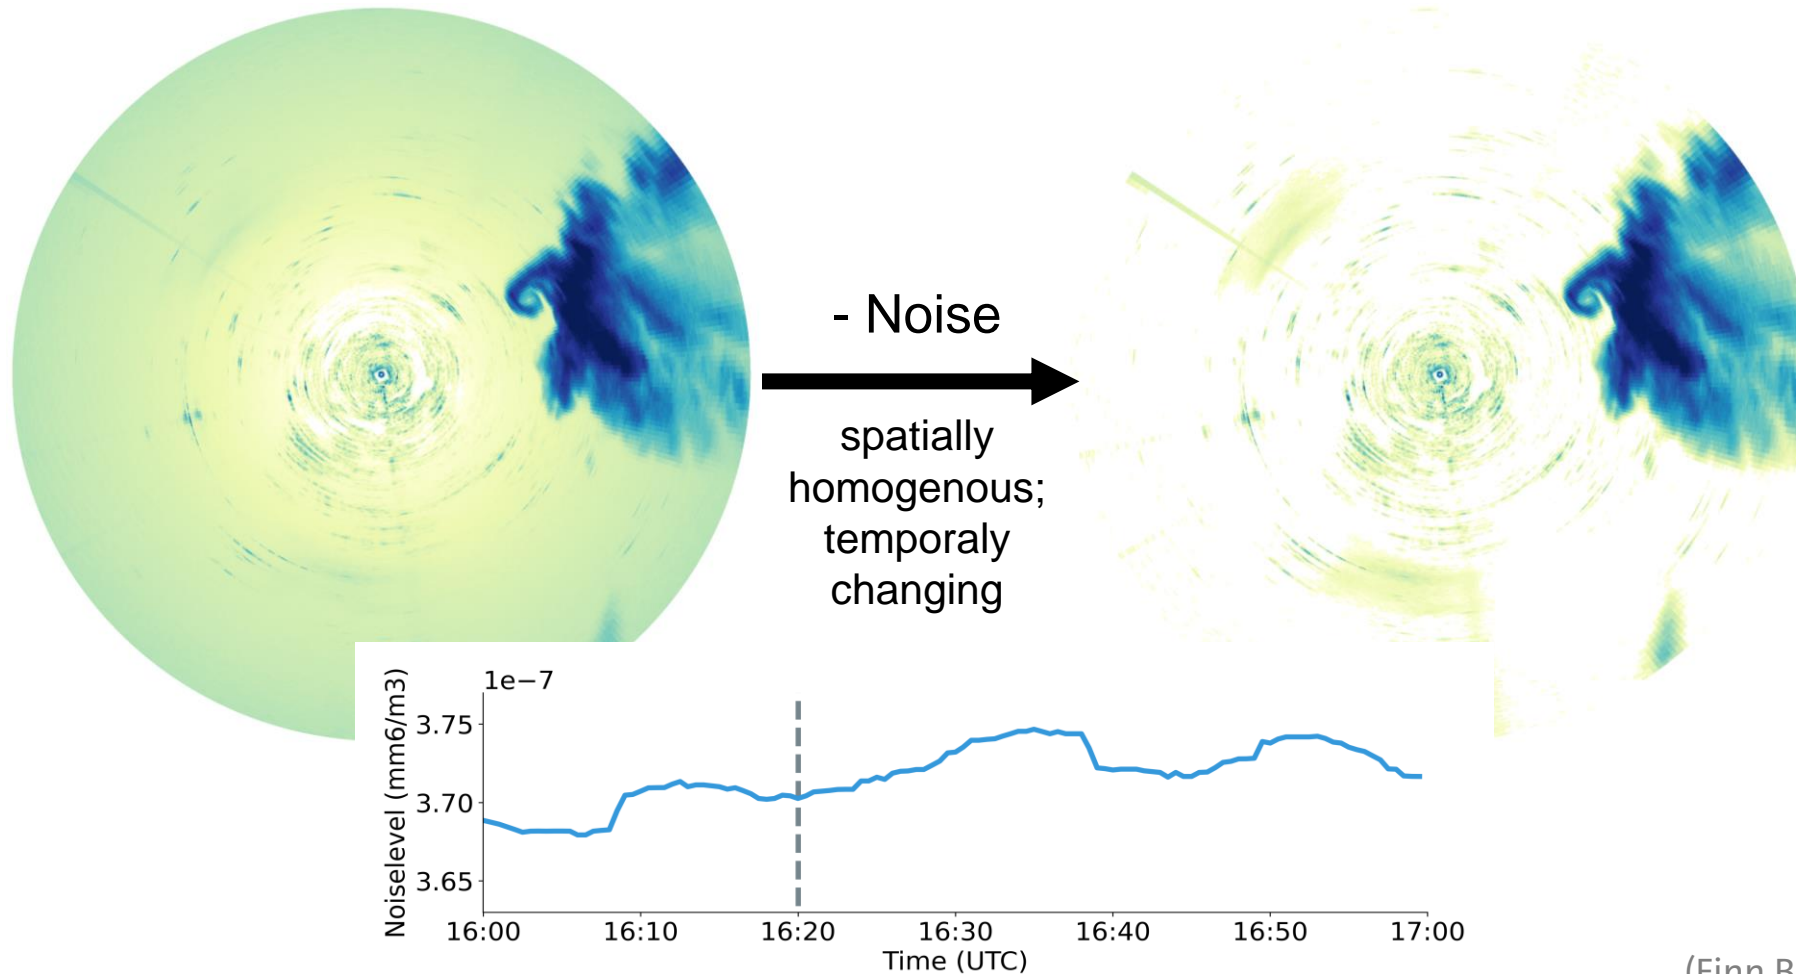 - Noise
spatially
homogenous;
temporaly
changing
1e−7
Noiselevel (mm6/m3)
3.75
3.70
3.65
16:00 16:10 16:20 16:30 16:40 16:50 17:00
Time (UTC)
(Finn B